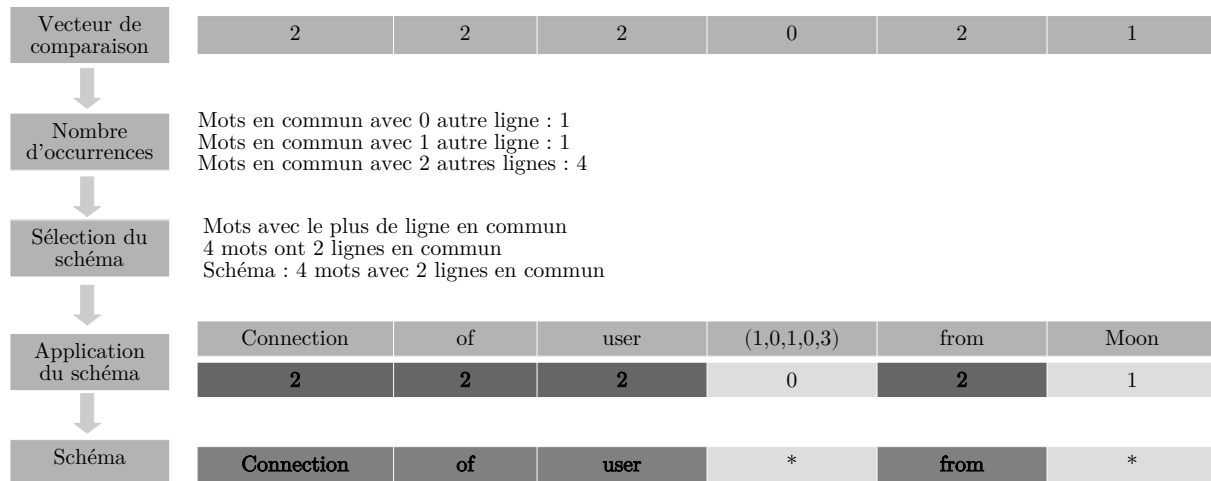 Vecteur de
comparaison
2 2 2 0 2 1
Nombre
d'occurrences
Mots en commun avec 0 autre ligne : 1
Mots en commun avec 1 autre ligne : 1
Mots en commun avec 2 autres lignes : 4
Sélection du
schéma
Mots avec le plus de ligne en commun
4 mots ont 2 lignes en commun
Schéma : 4 mots avec 2 lignes en commun
Application
du schéma
Connection of user (1,0,1,0,3) from Moon
2 2 2 0 2 1
Schéma
Connection of user * from *